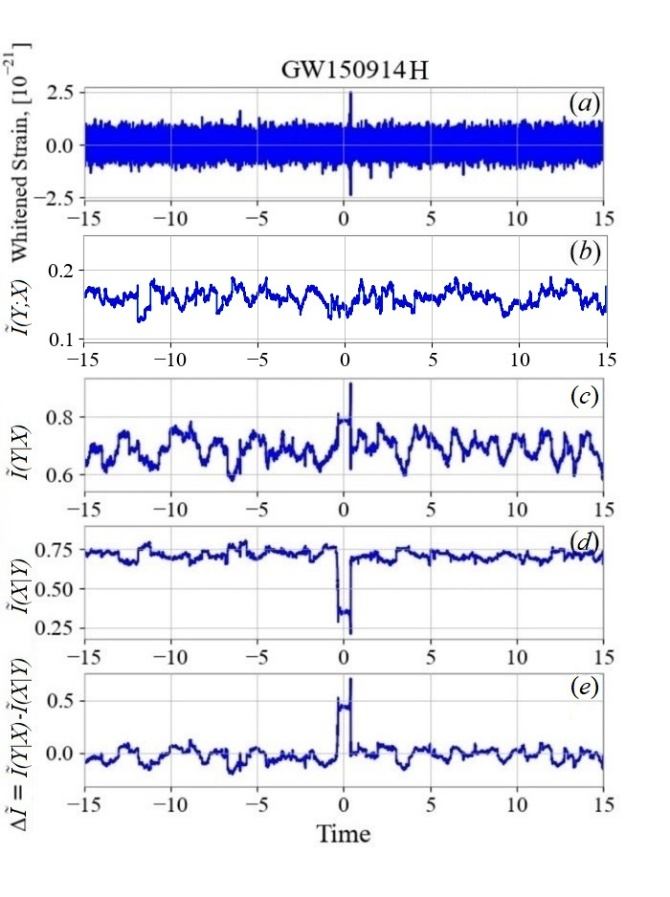 GW150914H
Whitened Strain, [10⁻²¹]
(a)
2.5
0.0
−2.5
−15 −10 −5 0 5 10 15
Ĩ(Y;X)
(b)
0.2
0.1
−15 −10 −5 0 5 10 15
Ĩ(Y|X)
(c)
0.8
0.6
−15 −10 −5 0 5 10 15
Ĩ(X|Y)
(d)
0.75
0.50
0.25
−15 −10 −5 0 5 10 15
ΔĨ = Ĩ(Y|X)-Ĩ(X|Y)
(e)
0.5
0.0
−15 −10 −5 0 5 10 15
Time